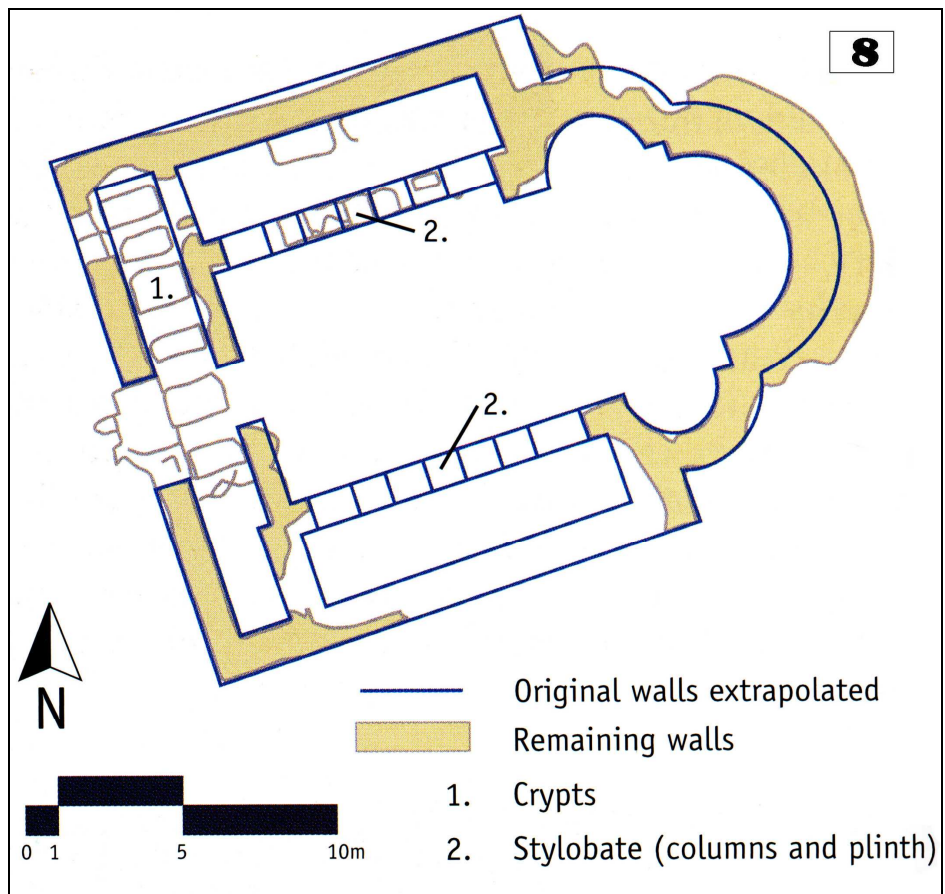 8
2.
1.
2.
N
Original walls extrapolated
Remaining walls
1. Crypts
2. Stylobate (columns and plinth)
0 1 5 10m